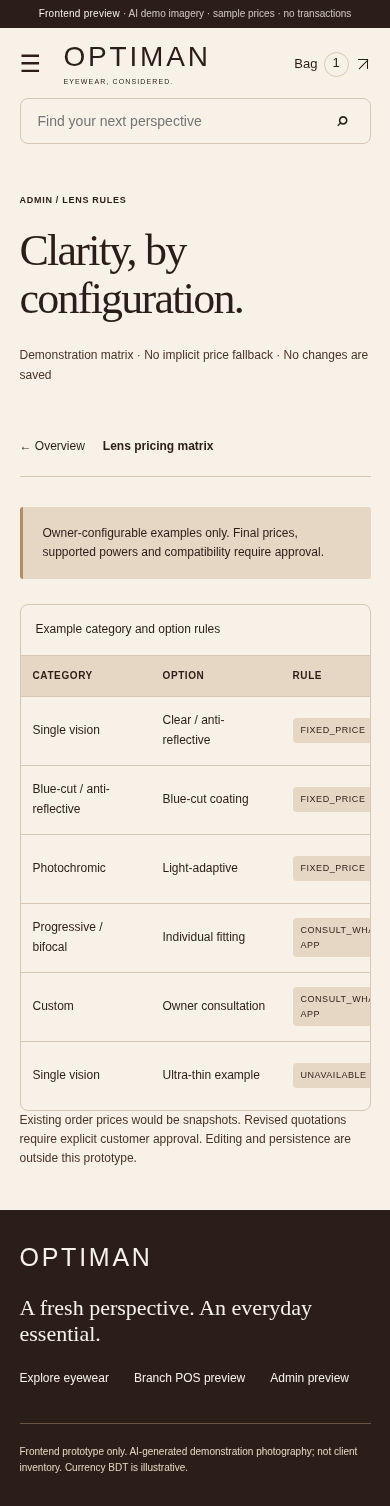 Frontend preview · AI demo imagery · sample prices · no transactions
☰ OPTIMAN
EYEWEAR, CONSIDERED.
Bag 1
Find your next perspective
ADMIN / LENS RULES
Clarity, by
configuration.
Demonstration matrix · No implicit price fallback · No changes are
saved
← Overview Lens pricing matrix
Owner-configurable examples only. Final prices,
supported powers and compatibility require approval.
Example category and option rules
CATEGORY OPTION RULE
Single vision Clear / anti-
reflective FIXED_PRICE
Blue-cut / anti-
reflective Blue-cut coating FIXED_PRICE
Photochromic Light-adaptive FIXED_PRICE
Progressive /
bifocal Individual fitting CONSULT_WHA
APP
Custom Owner consultation CONSULT_WHA
APP
Single vision Ultra-thin example UNAVAILABLE
Existing order prices would be snapshots. Revised quotations
require explicit customer approval. Editing and persistence are
outside this prototype.
OPTIMAN
A fresh perspective. An everyday
essential.
Explore eyewear Branch POS preview Admin preview
Frontend prototype only. AI-generated demonstration photography; not client
inventory. Currency BDT is illustrative.